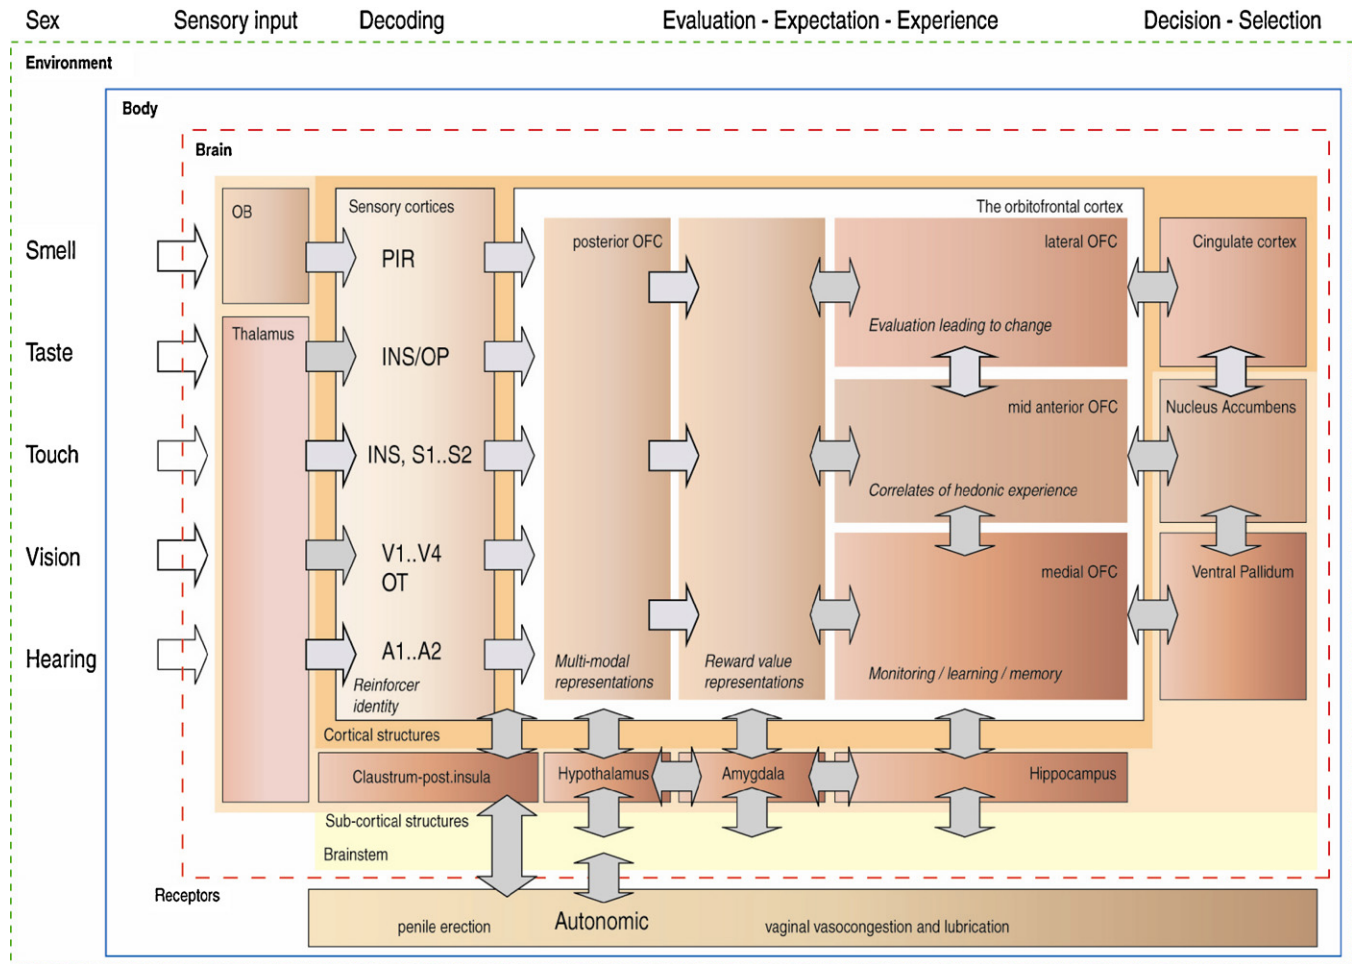 Sex
Sensory input
Decoding
Evaluation - Expectation - Experience
Decision - Selection
Environment
Body
Brain
OB
Sensory cortices
The orbitofrontal cortex
Smell
PIR
posterior OFC
lateral OFC
Cingulate cortex
Thalamus
Evaluation leading to change
Taste
INS/OP
mid anterior OFC
Nucleus Accumbens
Touch
INS, S1..S2
Correlates of hedonic experience
Vision
V1..V4
OT
medial OFC
Ventral Pallidum
Hearing
A1..A2
Reinforcer
identity
Multi-modal
representations
Reward value
representations
Monitoring / learning / memory
Cortical structures
Claustrum-post.insula
Hypothalamus
Amygdala
Hippocampus
Sub-cortical structures
Brainstem
Receptors
penile erection
Autonomic
vaginal vasocongestion and lubrication